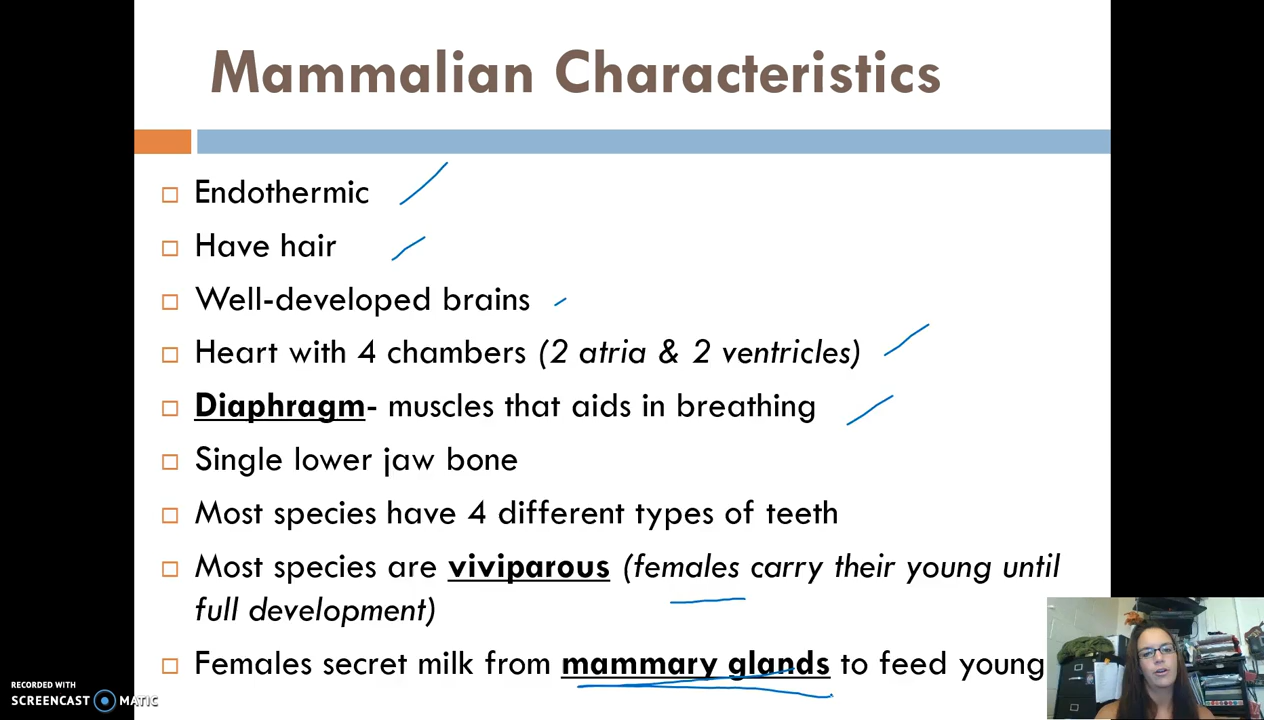 Mammalian Characteristics
Endothermic
Have hair
Well-developed brains
Heart with 4 chambers (2 atria & 2 ventricles)
Diaphragm- muscles that aids in breathing
Single lower jaw bone
Most species have 4 different types of teeth
Most species are viviparous (females carry their young until
full development)
Females secret milk from mammary glands to feed young
RECORDED WITH
SCREENCAST MATIC